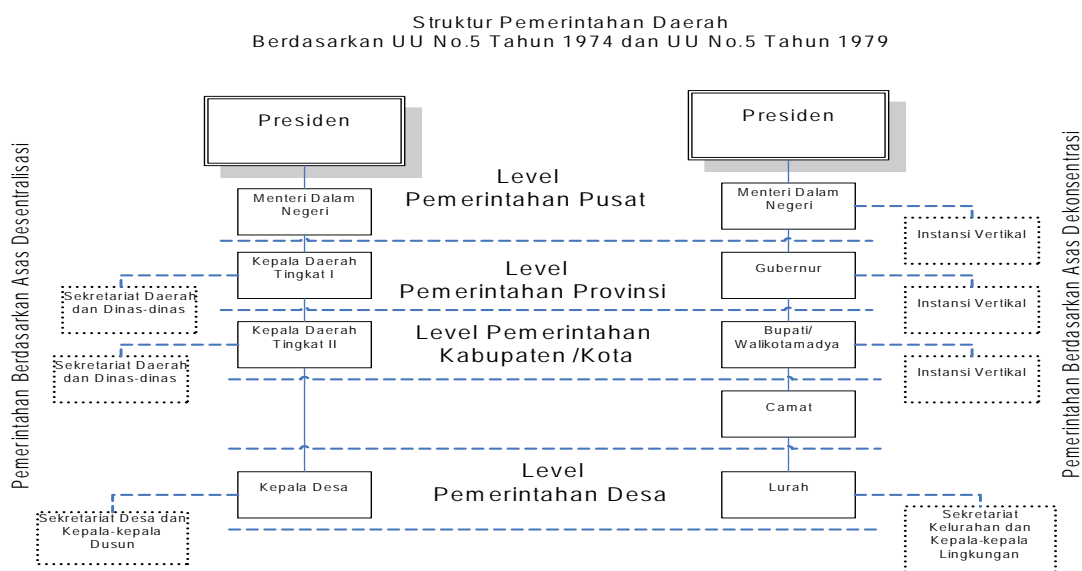 Struktur Pemerintahan Daerah
Berdasarkan UU No.5 Tahun 1974 dan UU No.5 Tahun 1979
Pemerintahan Berdasarkan Asas Desentralisasi
Pemerintahan Berdasarkan Asas Dekonsentrasi
Presiden
Presiden
Level
Pemerintahan Pusat
Menteri Dalam
Negeri
Menteri Dalam
Negeri
Instansi Vertikal
Kepala Daerah
Tingkat I
Level
Pemerintahan Provinsi
Gubernur
Sekretariat Daerah
dan Dinas-dinas
Instansi Vertikal
Kepala Daerah
Tingkat II
Level Pemerintahan
Kabupaten /Kota
Bupati/
Walikotamadya
Sekretariat Daerah
dan Dinas-dinas
Instansi Vertikal
Camat
Kepala Desa
Level
Pemerintahan Desa
Lurah
Sekretariat Desa dan
Kepala-kepala
Dusun
Sekretariat
Kelurahan dan
Kepala-kepala
Lingkungan